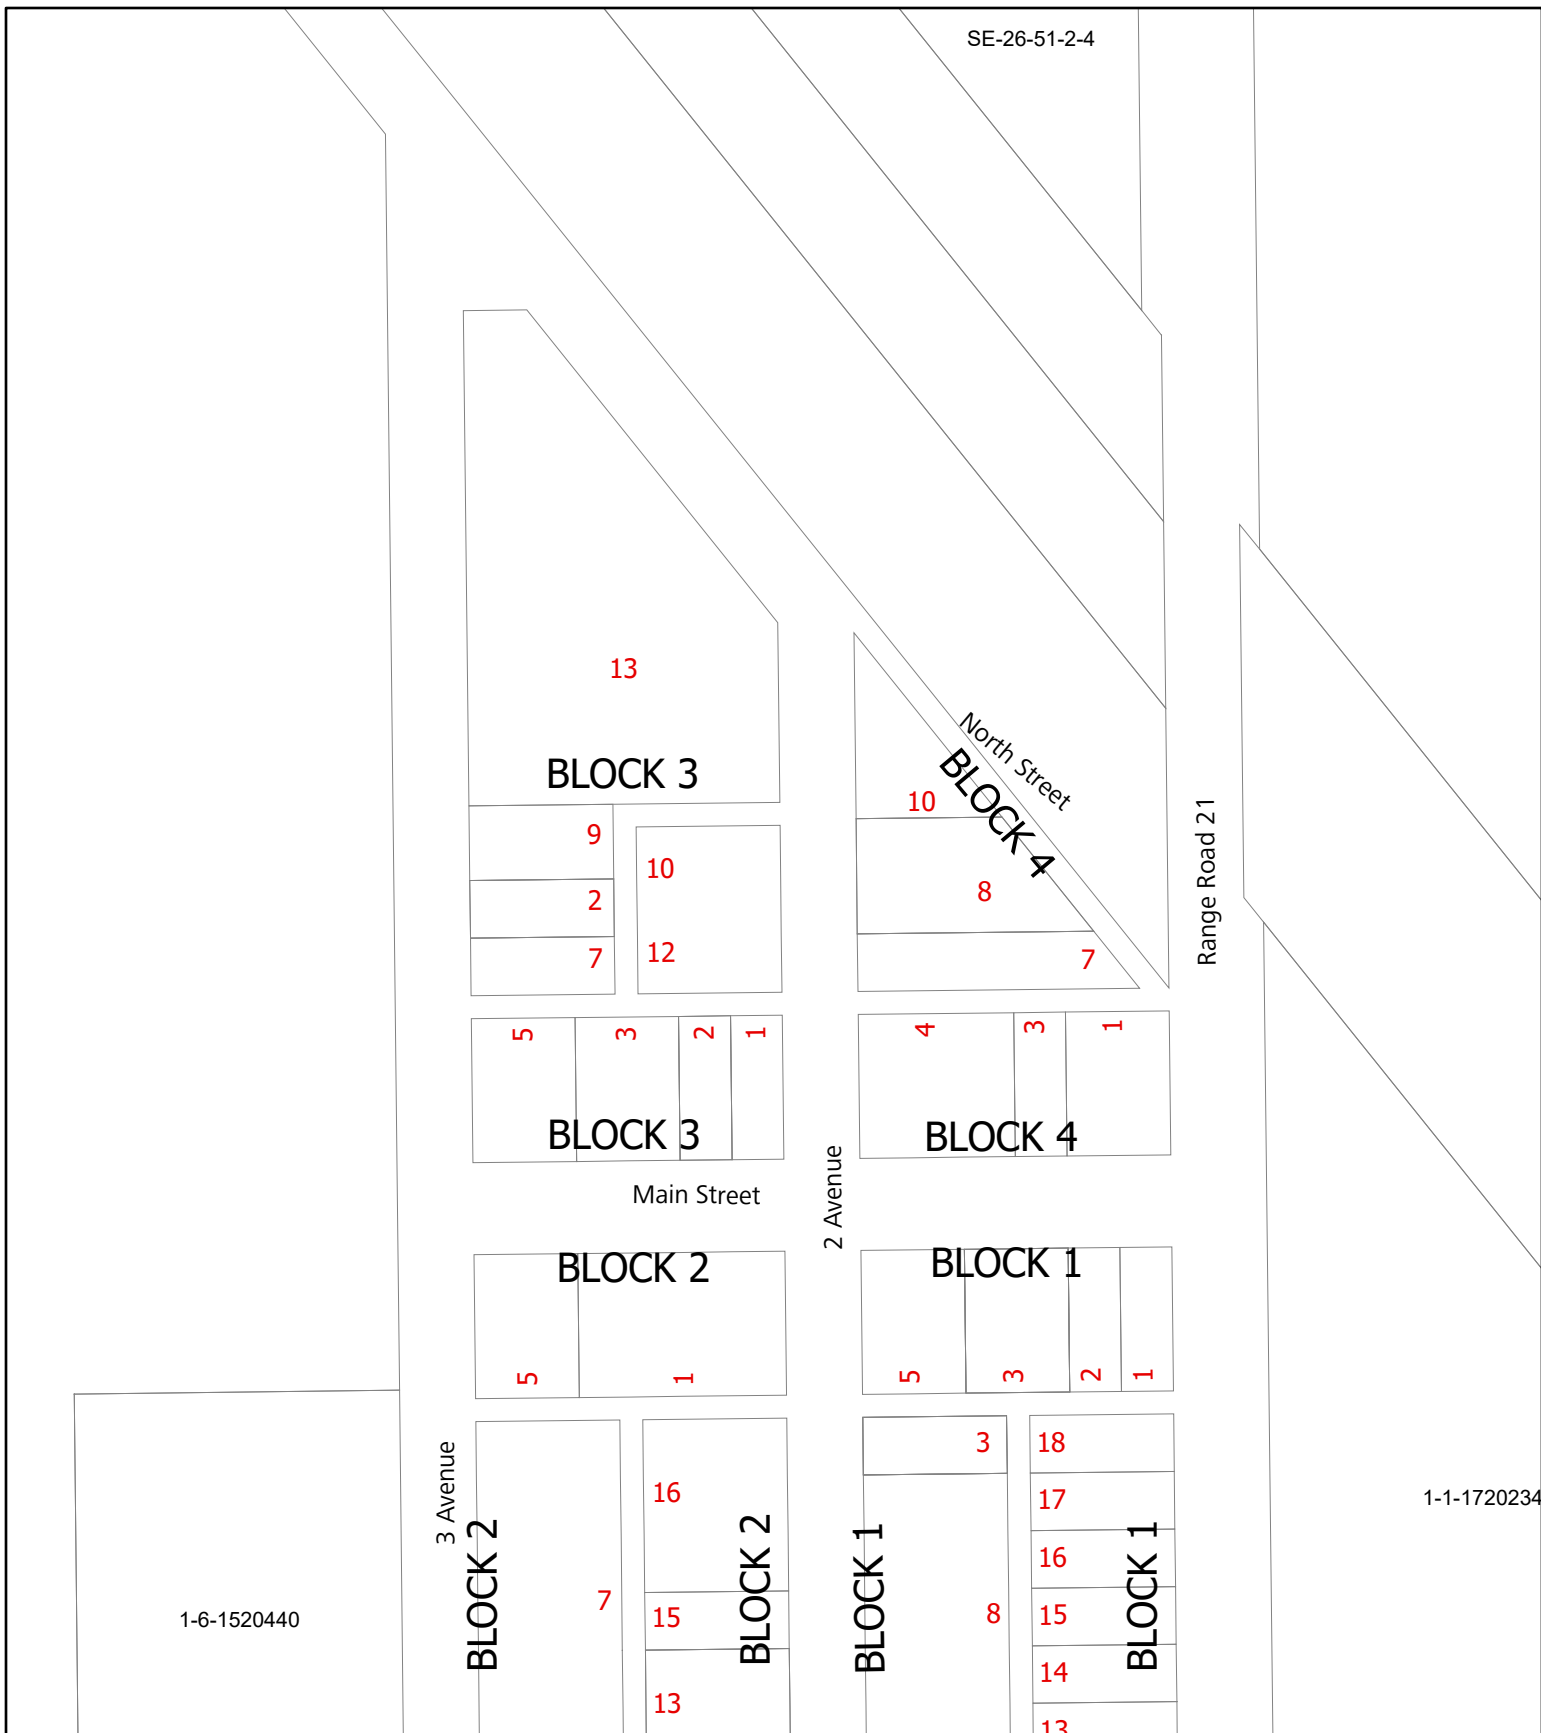 SE-26-51-2-4
13
BLOCK 3
North Street
BLOCK 4
10
9
10
2
8
12
7
7
Range Road 21
5
3
2
1
4
3
1
BLOCK 3
BLOCK 4
Main Street
2 Avenue
BLOCK 2
BLOCK 1
5
1
5
3
2
1
3 Avenue
BLOCK 2
7
16
15
13
BLOCK 2
BLOCK 1
3
8
18
17
16
15
14
13
BLOCK 1
1-1-1720234
1-6-1520440